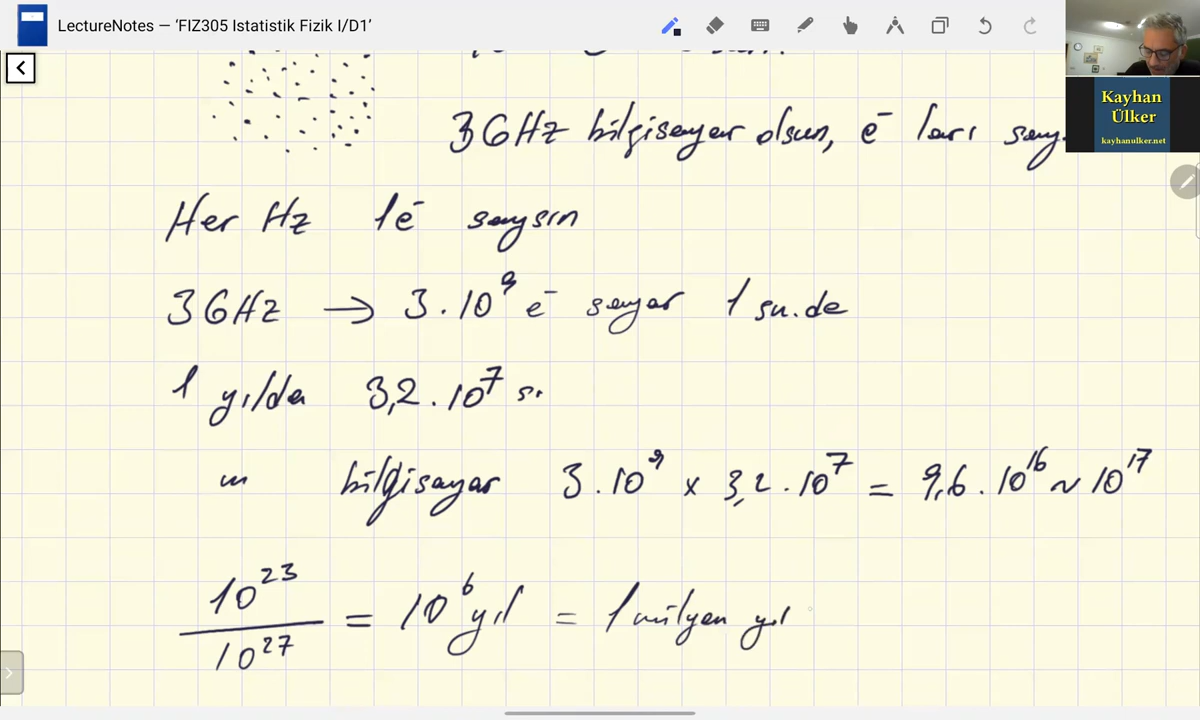 LectureNotes — ‘FIZ305 Istatistik Fizik I/D1’
Kayhan
Ülker
kayhanulker.net
3GHz bilgisayar olsun, e⁻ ları say
Her Hz 1e⁻ saysın
3GHz → 3.10⁹ e⁻ sayar 1 sn.de
1 yılda 3,2.10⁷ s.
" bilgisayar 3.10⁹ x 3,2.10⁷ = 9,6.10¹⁶ ~ 10¹⁷
10²³ / 10²⁷ = 10⁶ yıl = 1 milyon yıl